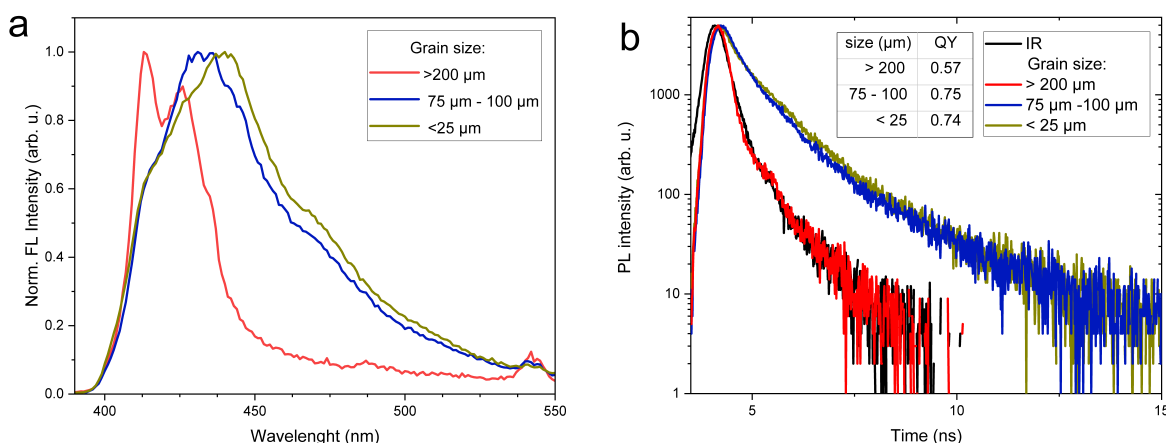 a
Norm. FL Intensity (arb. u.)
1.0
0.8
0.6
0.4
0.2
0.0
400
450
500
550
Wavelenght (nm)
Grain size:
>200 µm
75 µm - 100 µm
<25 µm
b
PL intensity (arb. u.)
1000
100
10
1
5
10
15
Time (ns)
size (µm) QY
> 200 0.57
75 - 100 0.75
< 25 0.74
IR
Grain size:
> 200 µm
75 µm -100 µm
< 25 µm